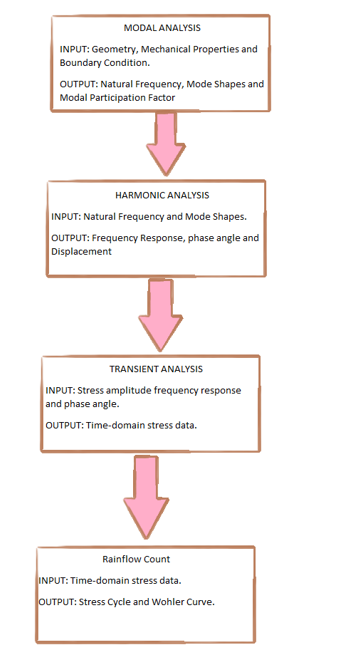 MODAL ANALYSIS
INPUT: Geometry, Mechanical Properties and
Boundary Condition.
OUTPUT: Natural Frequency, Mode Shapes and
Modal Participation Factor
HARMONIC ANALYSIS
INPUT: Natural Frequency and Mode Shapes.
OUTPUT: Frequency Response, phase angle and
Displacement
TRANSIENT ANALYSIS
INPUT: Stress amplitude frequency response
and phase angle.
OUTPUT: Time-domain stress data.
Rainflow Count
INPUT: Time-domain stress data.
OUTPUT: Stress Cycle and Wohler Curve.